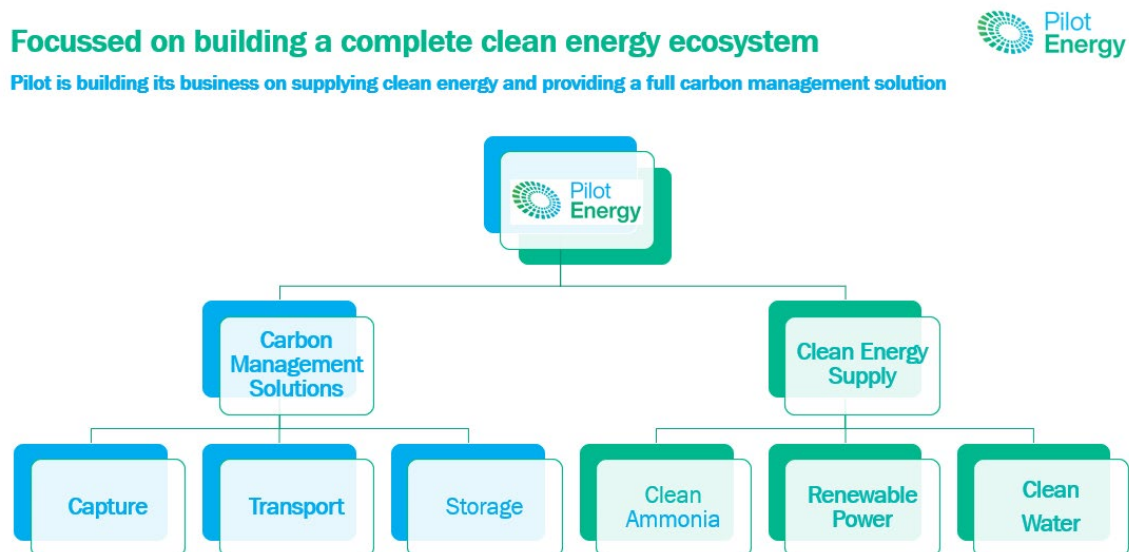 Focussed on building a complete clean energy ecosystem
Pilot
Energy
Pilot is building its business on supplying clean energy and providing a full carbon management solution
Pilot
Energy
Carbon
Management
Solutions
Clean Energy
Supply
Capture
Transport
Storage
Clean
Ammonia
Renewable
Power
Clean
Water